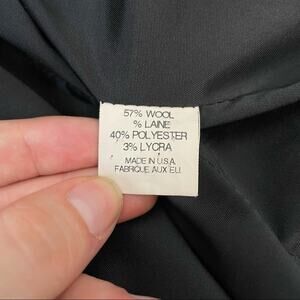 57% WOOL
% LAINE
40% POLYESTER
3% LYCRA
MADE IN U.S.A.
FABRIQUE AUX E.U.